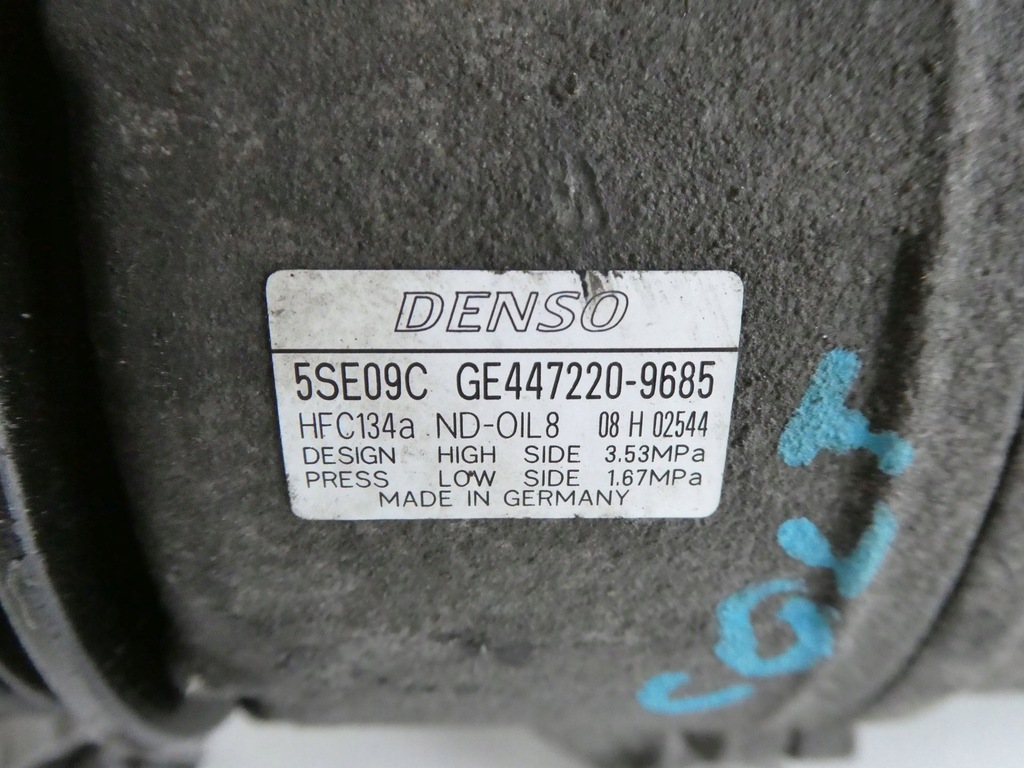 DENSO
5SE09C GE447220-9685
HFC134a ND-OIL8 08 H 02544
DESIGN HIGH SIDE 3.53MPa
PRESS LOW SIDE 1.67MPa
MADE IN GERMANY